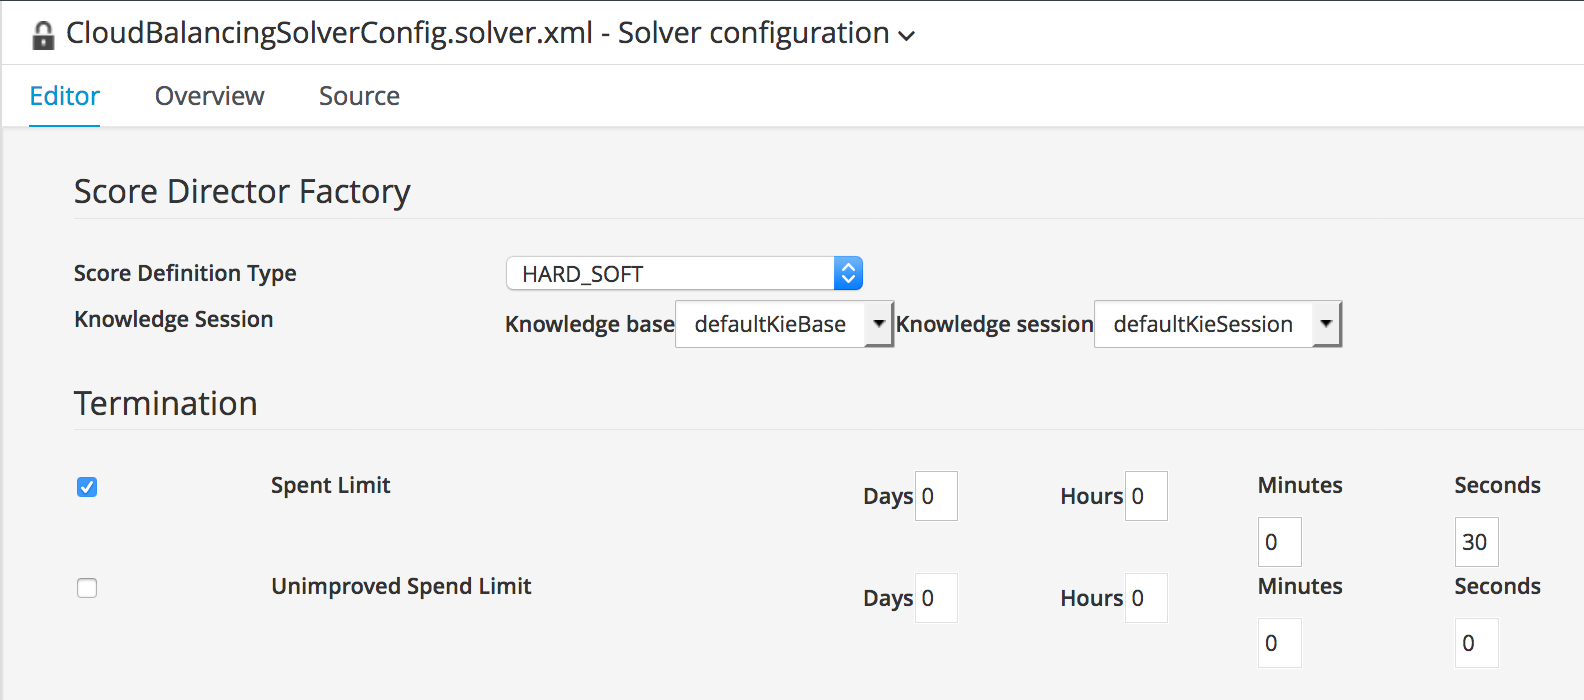 CloudBalancingSolverConfig.solver.xml - Solver configuration
Editor Overview Source
Score Director Factory
Score Definition Type HARD_SOFT
Knowledge Session Knowledge base defaultKieBase Knowledge session defaultKieSession
Termination
Spent Limit Days 0 Hours 0 Minutes Seconds
0 30
Unimproved Spend Limit Days 0 Hours 0 Minutes Seconds
0 0